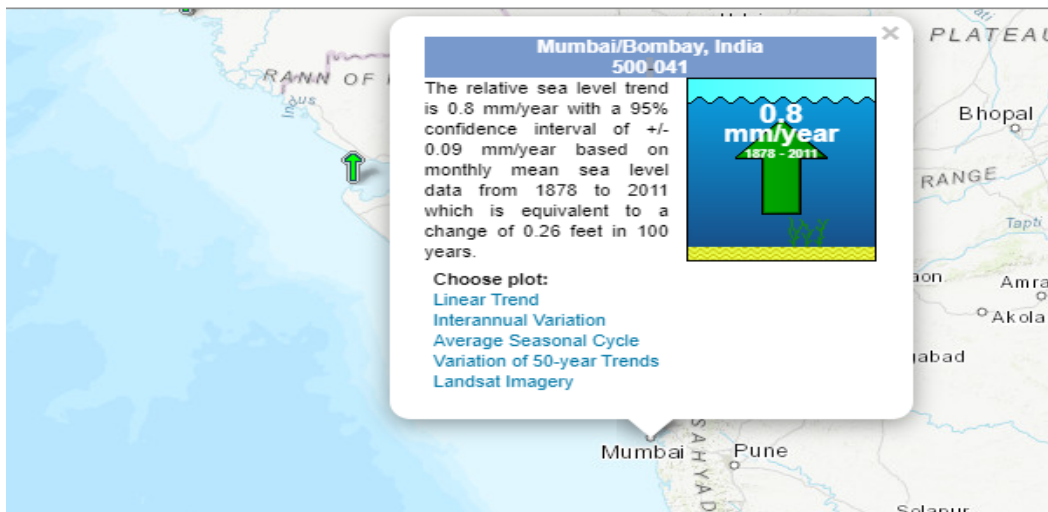 PLATEAU
Mumbai/Bombay, India
500-041
RANN OF
The relative sea level trend
is 0.8 mm/year with a 95%
confidence interval of +/-
0.09 mm/year based on
monthly mean sea level
data from 1878 to 2011
which is equivalent to a
change of 0.26 feet in 100
years.
0.8
mm/year
1878 - 2011
Bhopal
RANGE
Tapti
Choose plot:
Linear Trend
Interannual Variation
Average Seasonal Cycle
Variation of 50-year Trends
Landsat Imagery
Amra
Akola
Mumbai
Pune
SAHYAD
Solapur